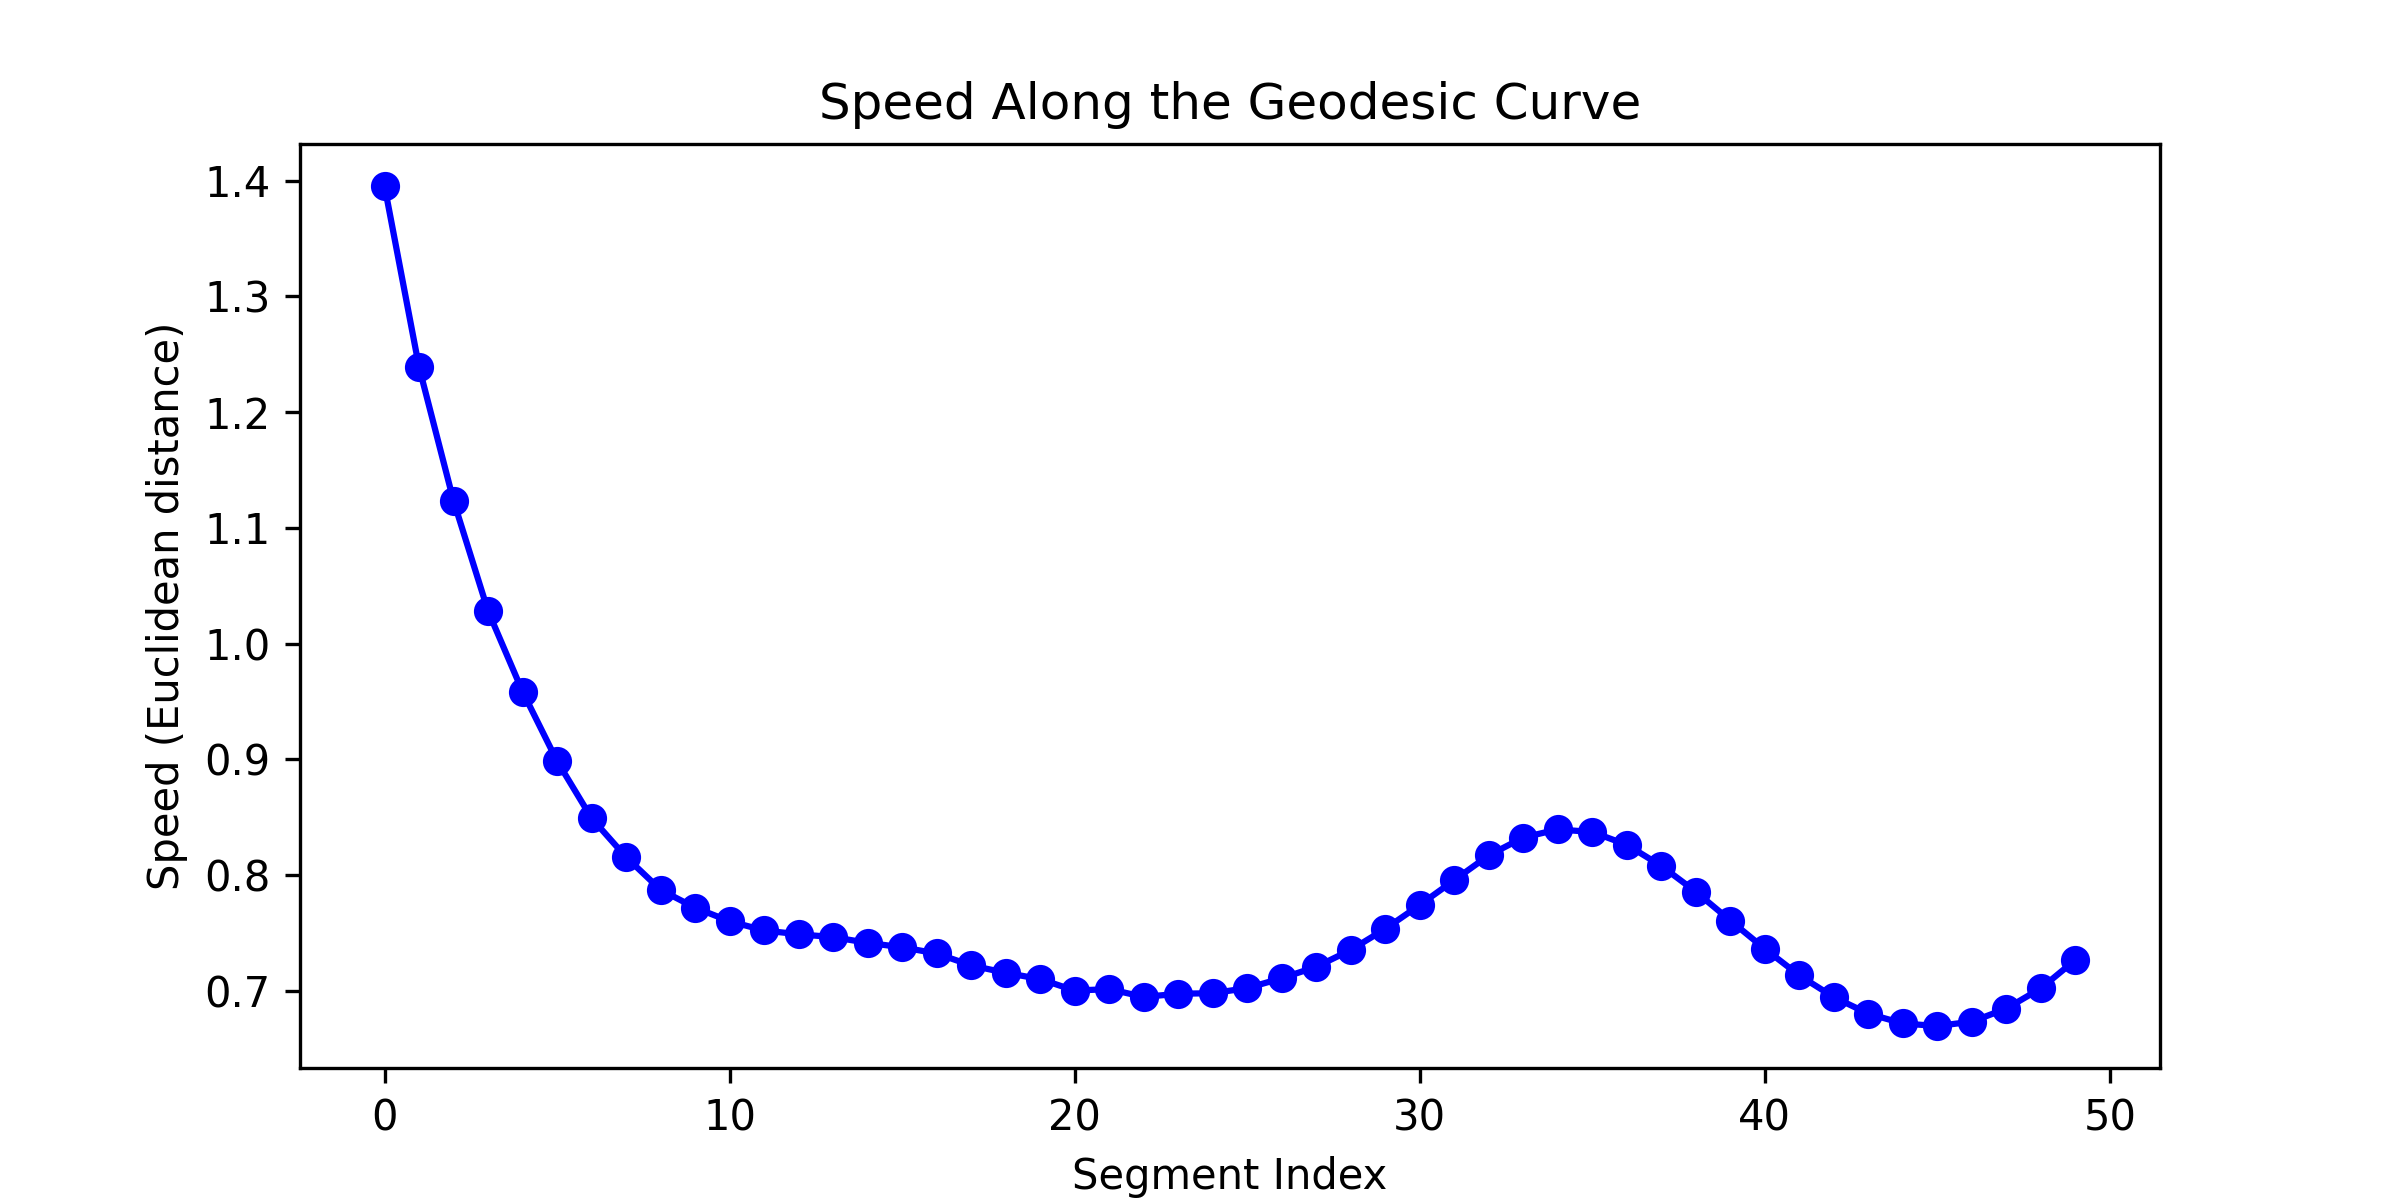 Speed Along the Geodesic Curve
Speed (Euclidean distance)
1.4
1.3
1.2
1.1
1.0
0.9
0.8
0.7
0 10 20 30 40 50
Segment Index